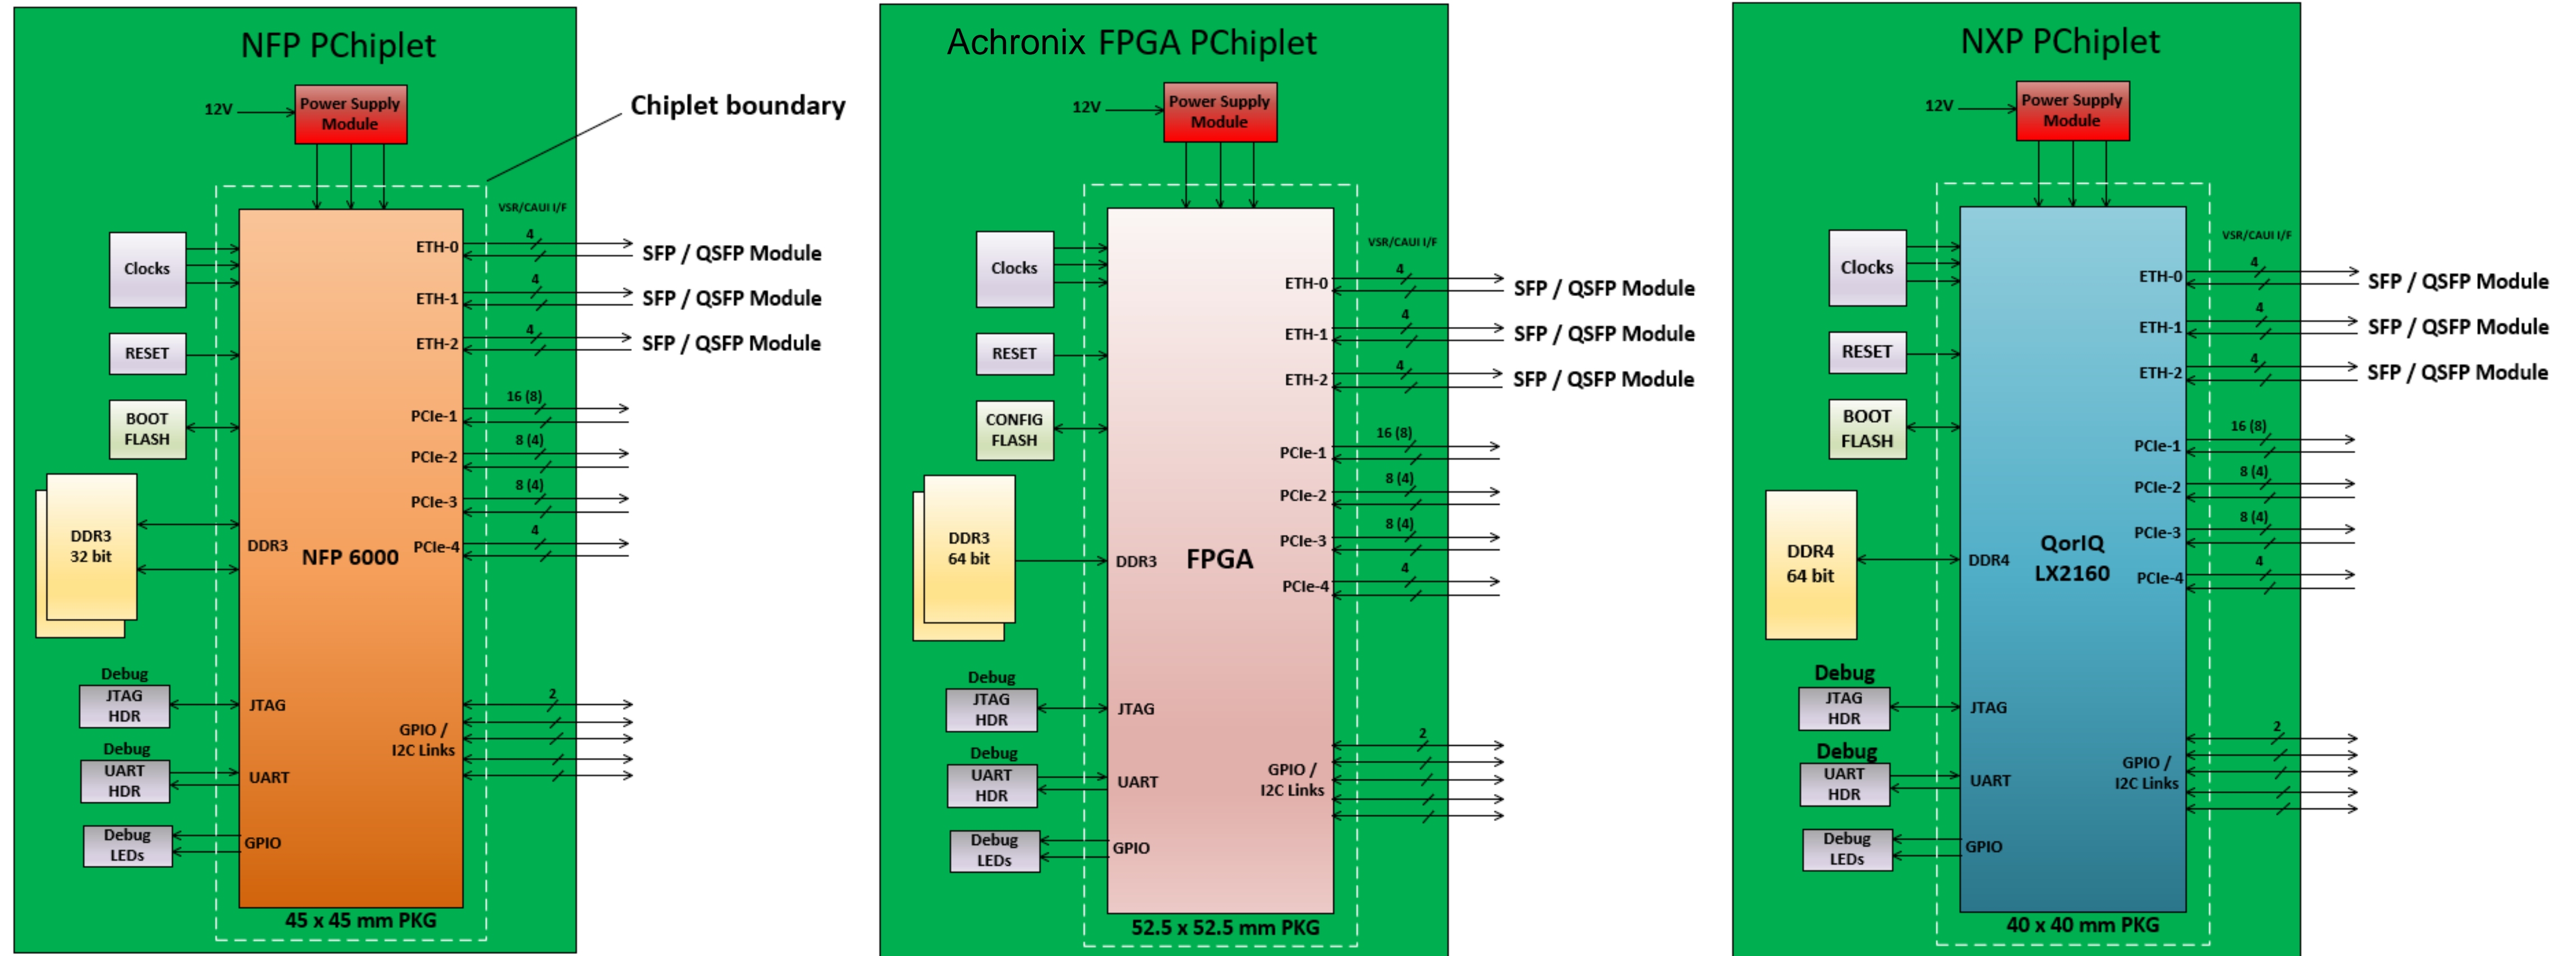 NFP PChiplet
12V
Power Supply
Module
Chiplet boundary
VSR/CAUI I/F
Clocks
RESET
BOOT
FLASH
DDR3
32 bit
Debug
JTAG
HDR
Debug
UART
HDR
Debug
LEDs
DDR3
JTAG
UART
GPIO
NFP 6000
ETH-0
4
SFP / QSFP Module
ETH-1
4
SFP / QSFP Module
ETH-2
4
SFP / QSFP Module
PCIe-1
16 (8)
PCIe-2
8 (4)
PCIe-3
8 (4)
PCIe-4
4
GPIO /
I2C Links
2
45 x 45 mm PKG
Achronix FPGA PChiplet
12V
Power Supply
Module
VSR/CAUI I/F
Clocks
RESET
CONFIG
FLASH
DDR3
64 bit
Debug
JTAG
HDR
Debug
UART
HDR
Debug
LEDs
DDR3
JTAG
UART
GPIO
FPGA
ETH-0
4
SFP / QSFP Module
ETH-1
4
SFP / QSFP Module
ETH-2
4
SFP / QSFP Module
PCIe-1
16 (8)
PCIe-2
8 (4)
PCIe-3
8 (4)
PCIe-4
4
GPIO /
I2C Links
2
52.5 x 52.5 mm PKG
NXP PChiplet
12V
Power Supply
Module
VSR/CAUI I/F
Clocks
RESET
BOOT
FLASH
DDR4
64 bit
Debug
JTAG
HDR
Debug
UART
HDR
Debug
LEDs
DDR4
JTAG
UART
GPIO
QorIQ
LX2160
ETH-0
4
SFP / QSFP Module
ETH-1
4
SFP / QSFP Module
ETH-2
4
SFP / QSFP Module
PCIe-1
16 (8)
PCIe-2
8 (4)
PCIe-3
8 (4)
PCIe-4
4
GPIO /
I2C Links
2
40 x 40 mm PKG